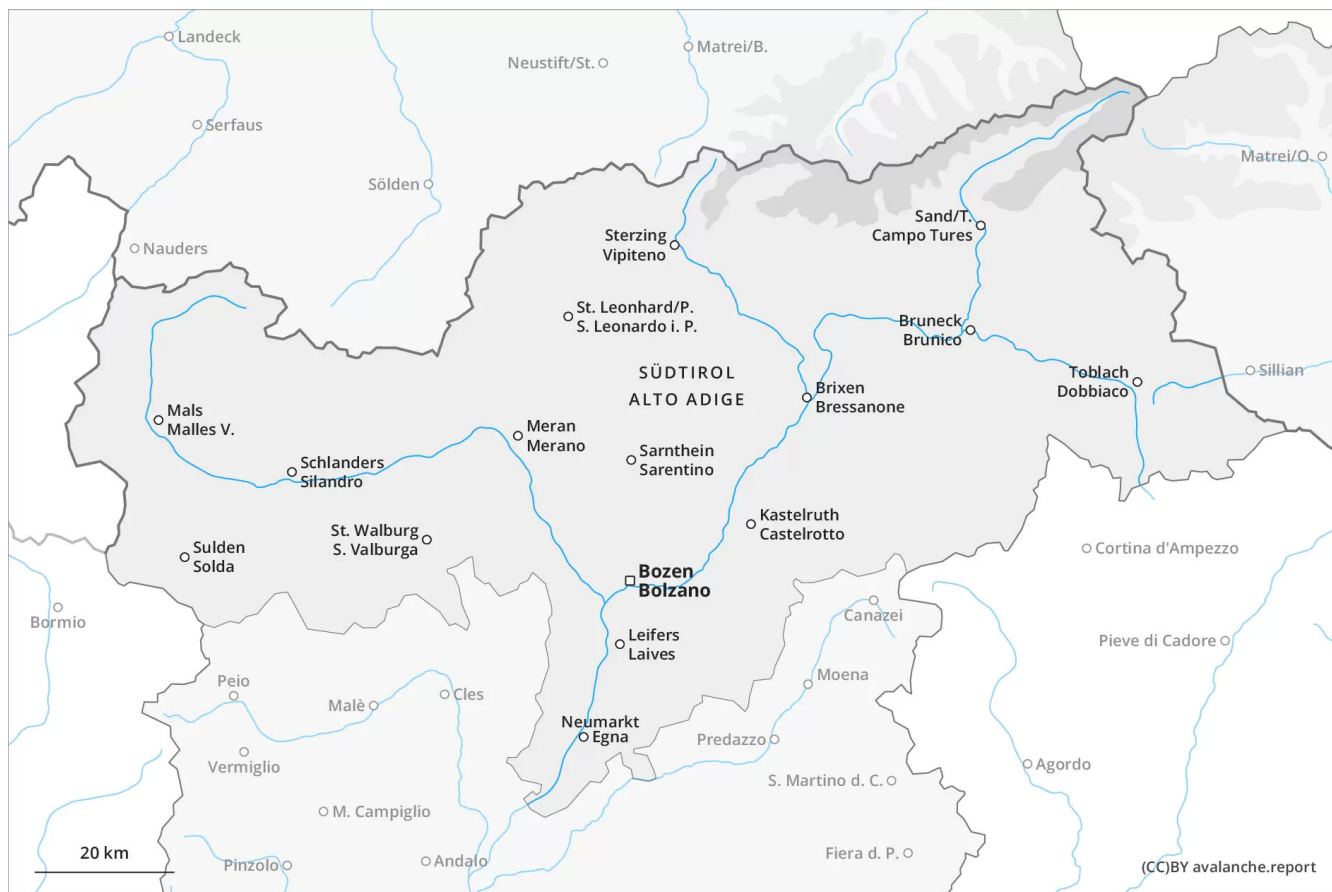 Landeck
Matrei/B.
Neustift/St.
Serfaus
Matrei/O.
Sölden
Sand/T.
Campo Tures
Sterzing
Vipiteno
Nauders
St. Leonhard/P.
S. Leonardo i. P.
Bruneck
Brunico
SÜDTIROL
ALTO ADIGE
Toblach
Dobbiaco
Sillian
Brixen
Bressanone
Mals
Malles V.
Meran
Merano
Sarnthein
Sarentino
Schlanders
Silandro
Kastelruth
Castelrotto
St. Walburg
S. Valburga
Sulden
Solda
Cortina d'Ampezzo
Bozen
Bolzano
Bormio
Canazei
Leifers
Laives
Pieve di Cadore
Peio
Moena
Malè
Cles
Neumarkt
Egna
Predazzo
Vermiglio
Agordo
S. Martino d. C.
M. Campiglio
20 km
Pinzolo
Andalo
Fiera d. P.
(CC)BY avalanche.report